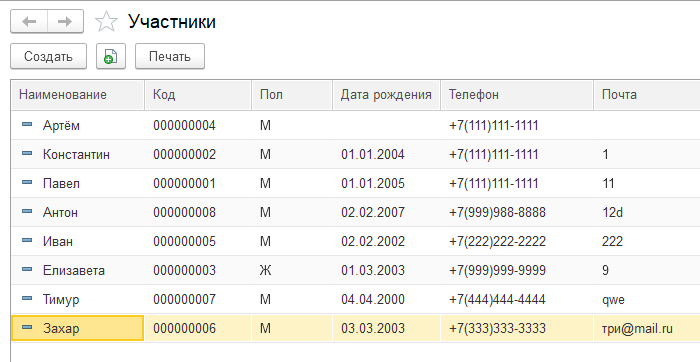 Участники
Создать Печать
Наименование Код Пол Дата рождения Телефон Почта
Артём 000000004 М +7(111)111-1111
Константин 000000002 М 01.01.2004 +7(111)111-1111 1
Павел 000000001 М 01.01.2005 +7(111)111-1111 11
Антон 000000008 М 02.02.2007 +7(999)988-8888 12d
Иван 000000005 М 02.02.2002 +7(222)222-2222 222
Елизавета 000000003 Ж 01.03.2003 +7(999)999-9999 9
Тимур 000000007 М 04.04.2000 +7(444)444-4444 qwe
Захар 000000006 М 03.03.2003 +7(333)333-3333 три@mail.ru